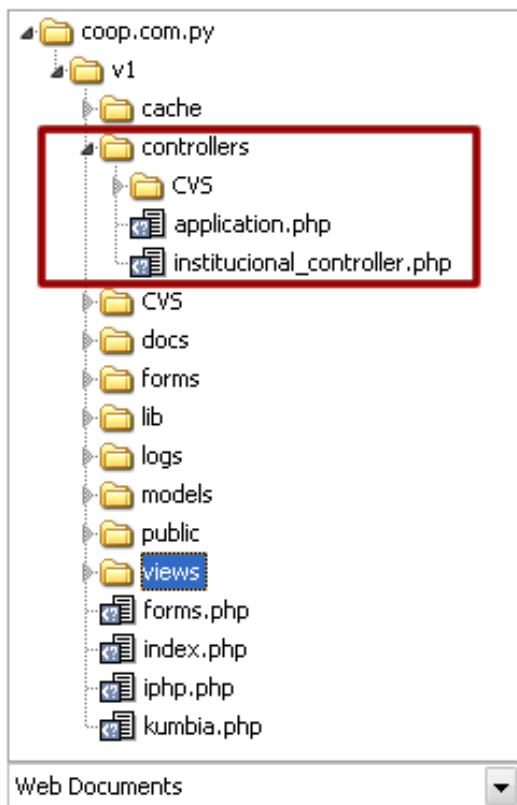 coop.com.py
v1
cache
controllers
CVS
application.php
institucional_controller.php
CVS
docs
forms
lib
logs
models
public
views
forms.php
index.php
iphp.php
kumbia.php
Web Documents